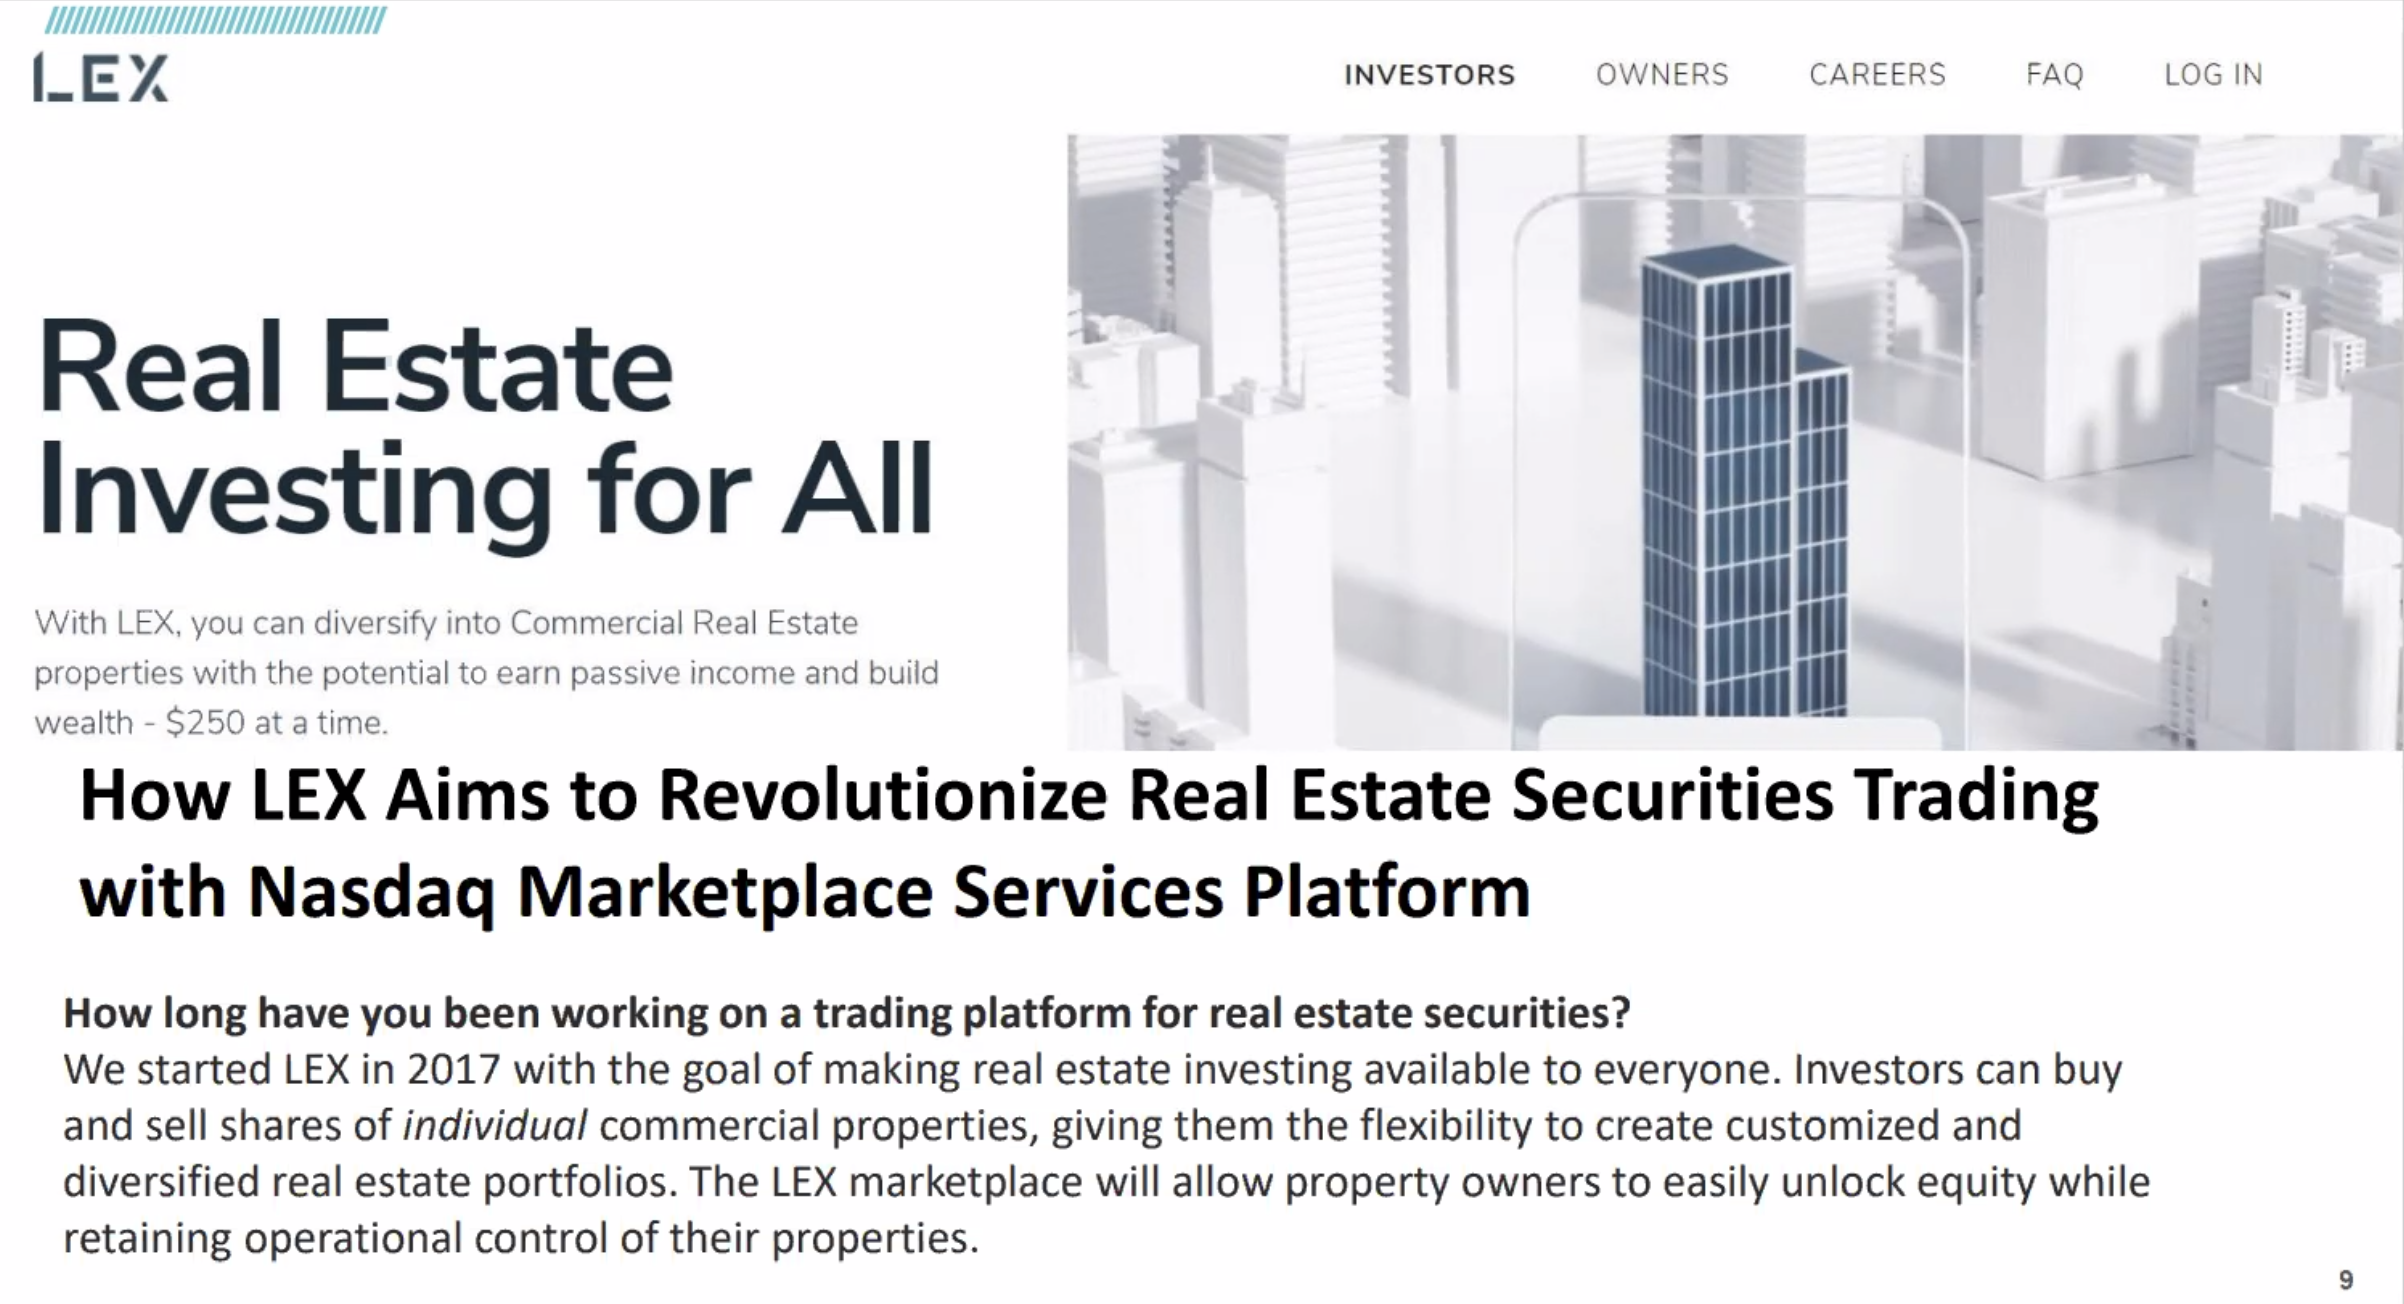 LEX
INVESTORS OWNERS CAREERS FAQ LOG IN
Real Estate
Investing for All
With LEX, you can diversify into Commercial Real Estate
properties with the potential to earn passive income and build
wealth - $250 at a time.
How LEX Aims to Revolutionize Real Estate Securities Trading
with Nasdaq Marketplace Services Platform
How long have you been working on a trading platform for real estate securities?
We started LEX in 2017 with the goal of making real estate investing available to everyone. Investors can buy
and sell shares of individual commercial properties, giving them the flexibility to create customized and
diversified real estate portfolios. The LEX marketplace will allow property owners to easily unlock equity while
retaining operational control of their properties.
9